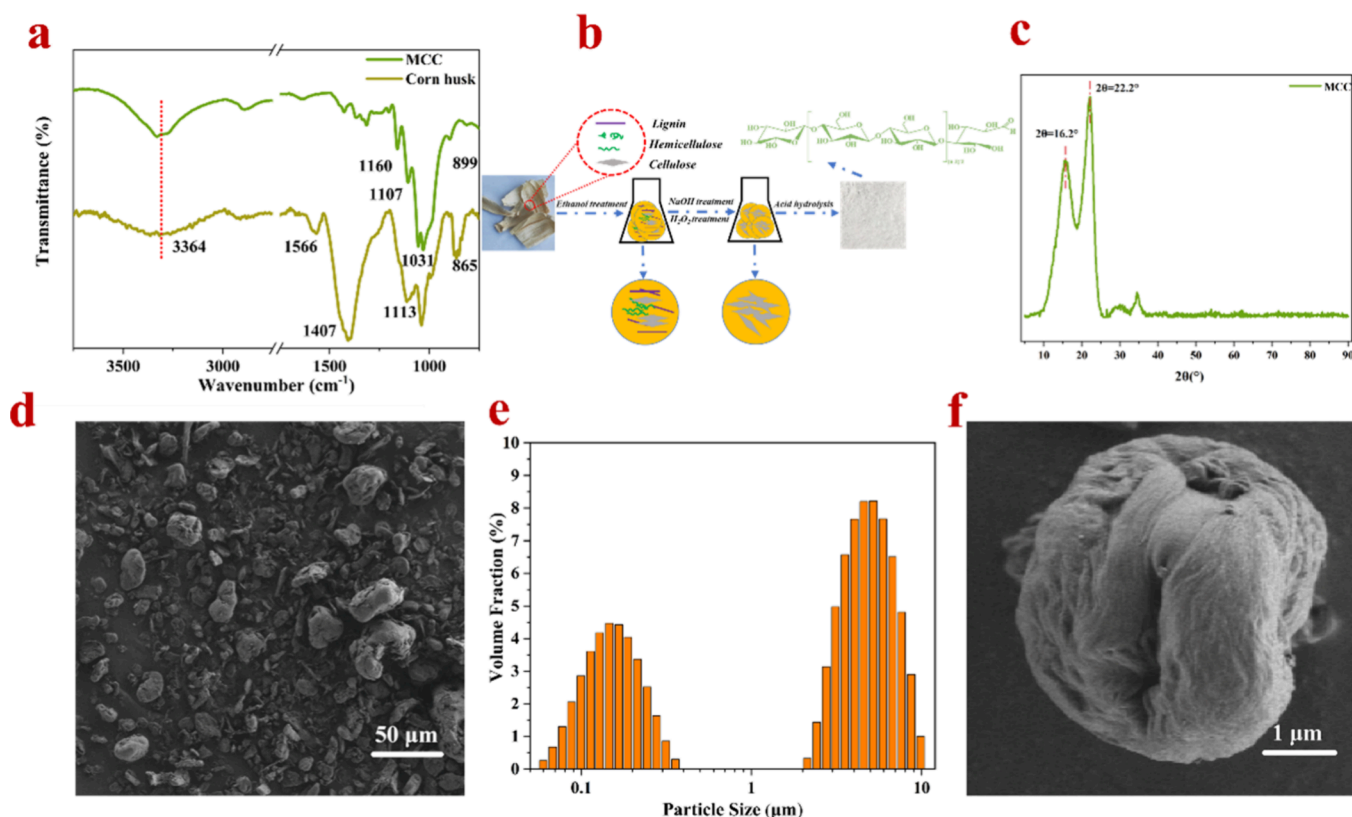 a
MCC
Corn husk
Transmittance (%)
1160
1107
899
3364
1566
1031
865
1113
1407
3500
3000
1500
1000
Wavenumber (cm⁻¹)
b
Lignin
Hemicellulose
Cellulose
Ethanol treatment
NaOH treatment
H₂O₂ treatment
Acid hydrolysis
c
MCC
2θ=22.2°
2θ=16.2°
10 20 30 40 50 60 70 80 90
2θ(°)
d
50 μm
e
Volume Fraction (%)
10
9
8
7
6
5
4
3
2
1
0
0.1 1 10
Particle Size (μm)
f
1 μm